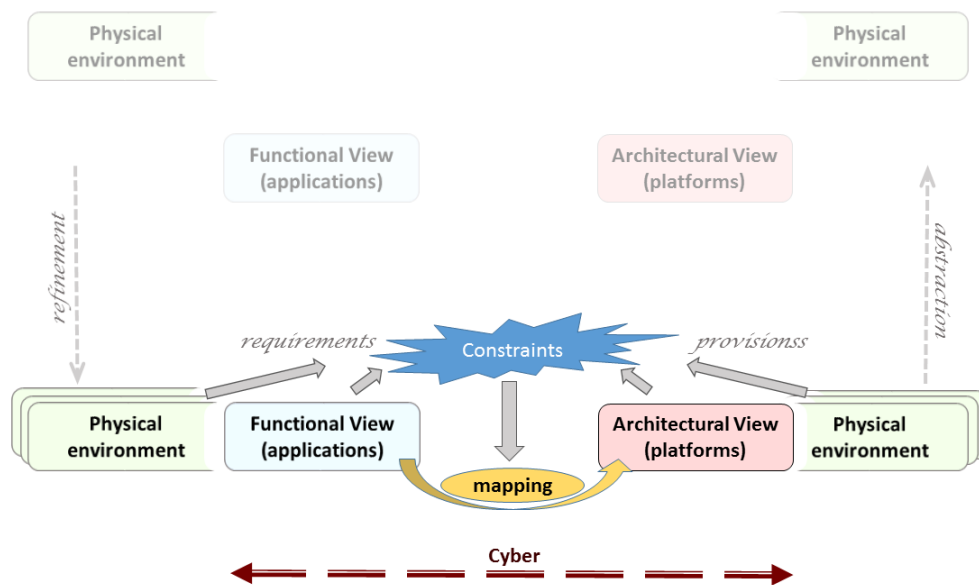 Physical
environment
Physical
environment
Functional View
(applications)
Architectural View
(platforms)
refinement
abstraction
requirements
Constraints
provisionss
Physical
environment
Functional View
(applications)
Architectural View
(platforms)
Physical
environment
mapping
Cyber